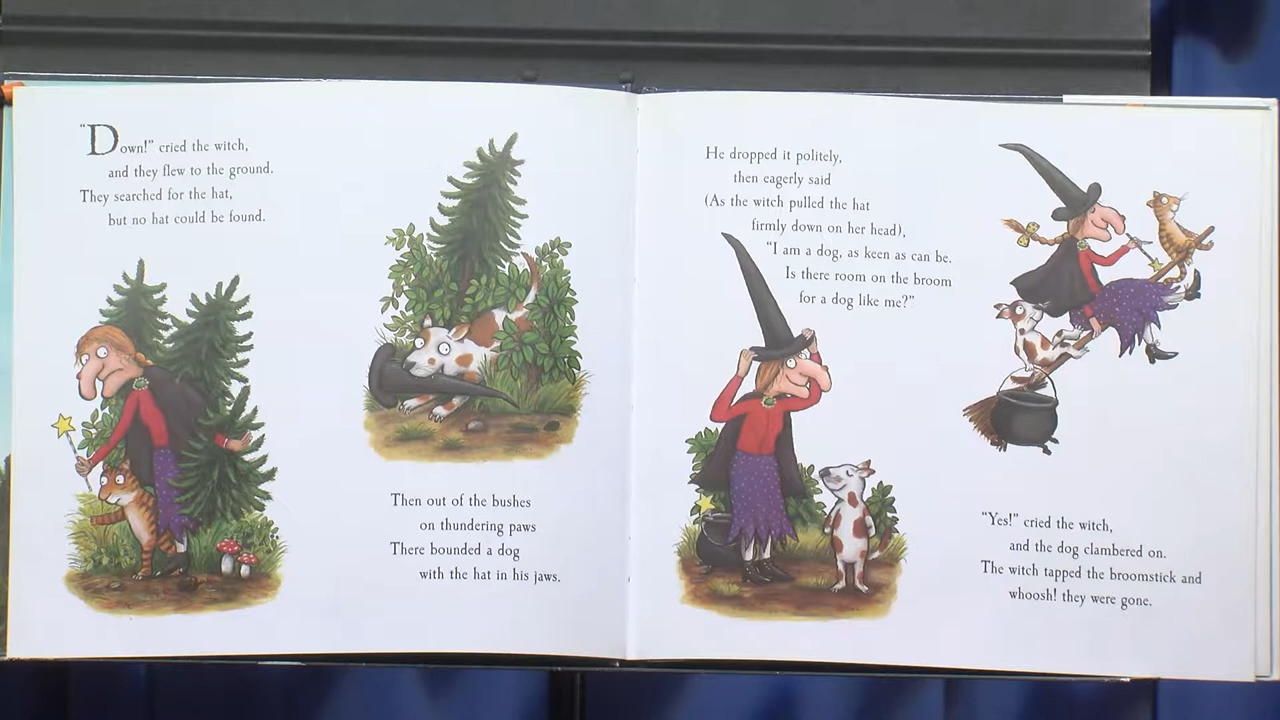 “Down!” cried the witch,
and they flew to the ground.
They searched for the hat,
but no hat could be found.
Then out of the bushes
on thundering paws
There bounded a dog
with the hat in his jaws.
He dropped it politely,
then eagerly said
(As the witch pulled the hat
firmly down on her head),
“I am a dog, as keen as can be.
Is there room on the broom
for a dog like me?”
“Yes!” cried the witch,
and the dog clambered on.
The witch tapped the broomstick and
whoosh! they were gone.